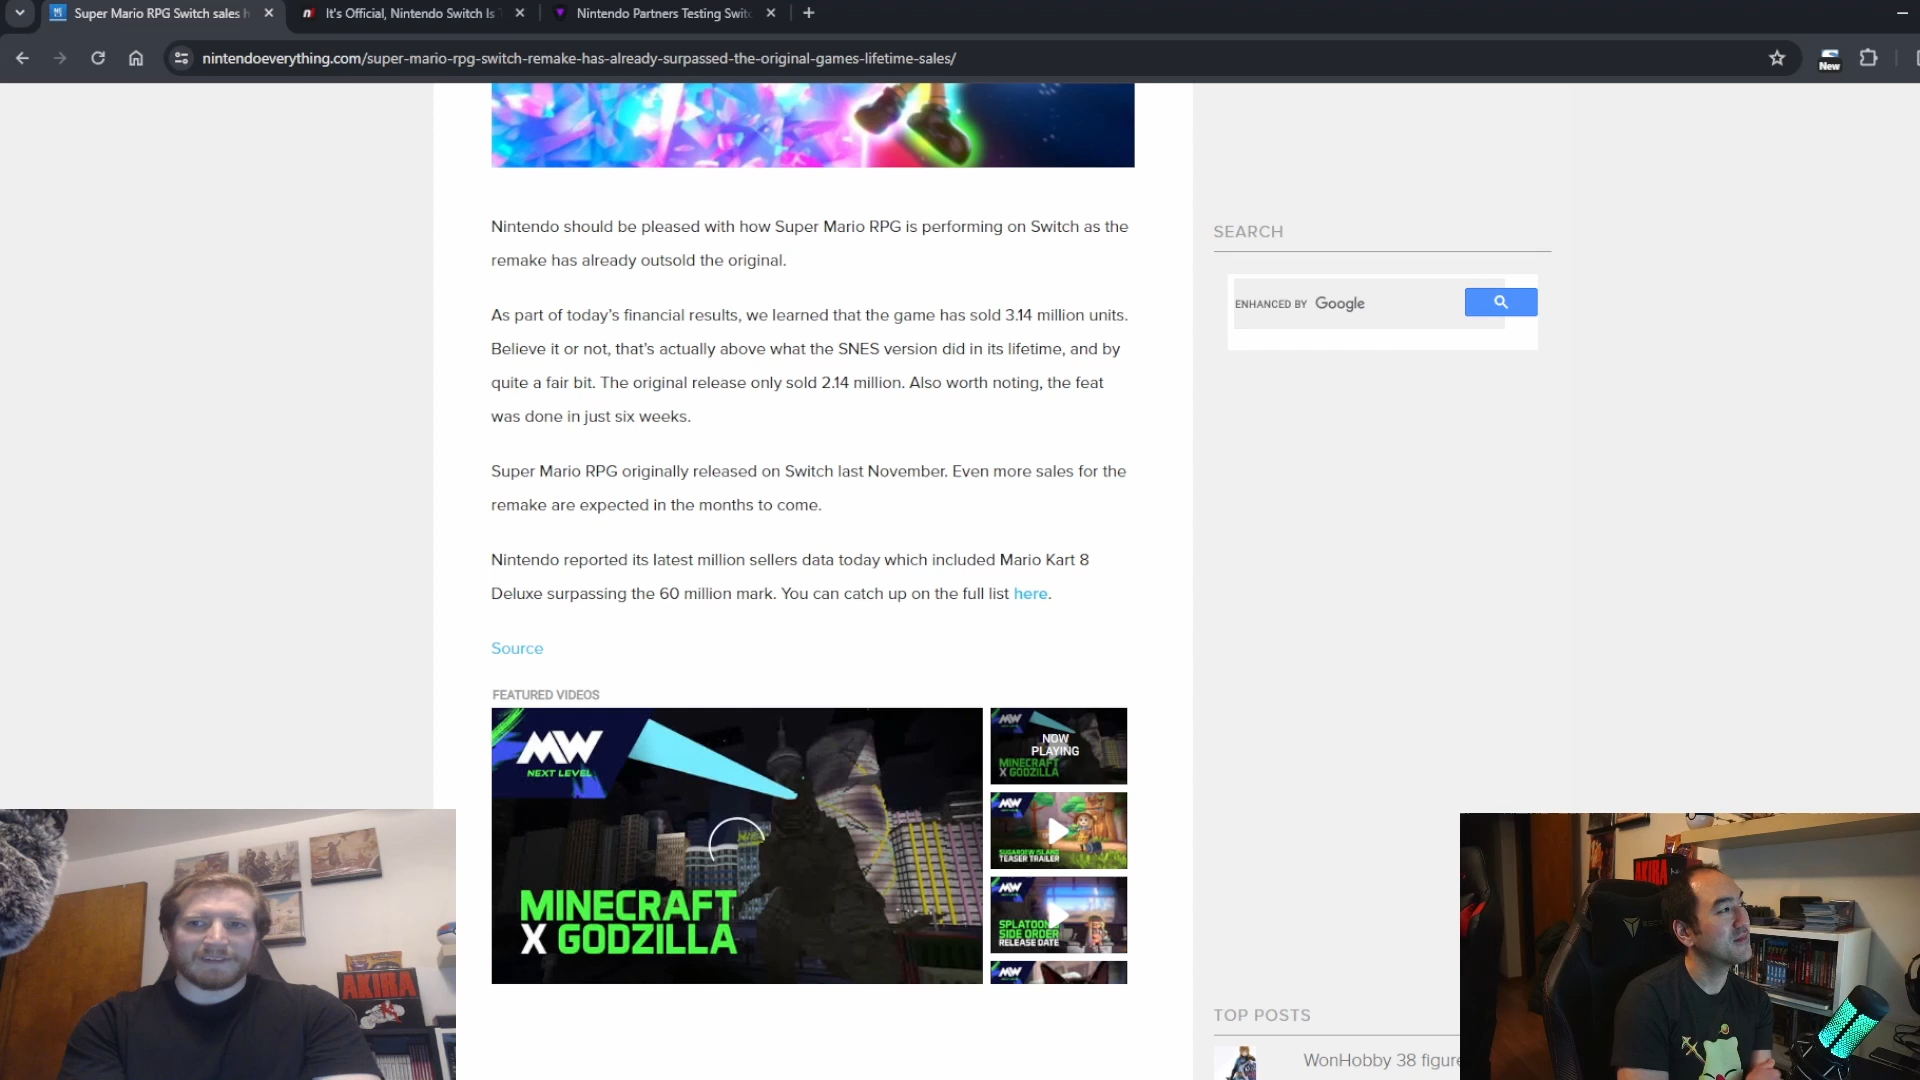 Super Mario RPG Switch sales h
It's Official, Nintendo Switch Is
Nintendo Partners Testing Swit
nintendoeverything.com/super-mario-rpg-switch-remake-has-already-surpassed-the-original-games-lifetime-sales/
New
Nintendo should be pleased with how Super Mario RPG is performing on Switch as the
remake has already outsold the original.
As part of today's financial results, we learned that the game has sold 3.14 million units.
Believe it or not, that's actually above what the SNES version did in its lifetime, and by
quite a fair bit. The original release only sold 2.14 million. Also worth noting, the feat
was done in just six weeks.
Super Mario RPG originally released on Switch last November. Even more sales for the
remake are expected in the months to come.
Nintendo reported its latest million sellers data today which included Mario Kart 8
Deluxe surpassing the 60 million mark. You can catch up on the full list here.
Source
FEATURED VIDEOS
MW
NEXT LEVEL
MINECRAFT
X GODZILLA
MW
NOW
PLAYING
MINECRAFT
X GODZILLA
MW
SUGARDEW ISLAND
TEASER TRAILER
MW
SPLATOON
SIDE ORDER
RELEASE DATE
MW
SEARCH
ENHANCED BY Google
TOP POSTS
WonHobby 38 figure
AKIRA
AKIRA